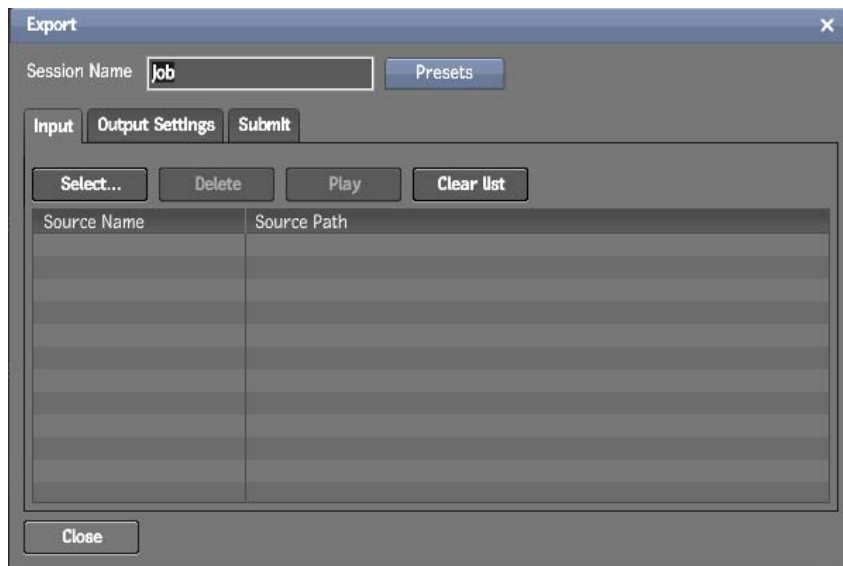 Export
Session Name Job Presets
Input Output Settings Submit
Select... Delete Play Clear list
Source Name Source Path
Close